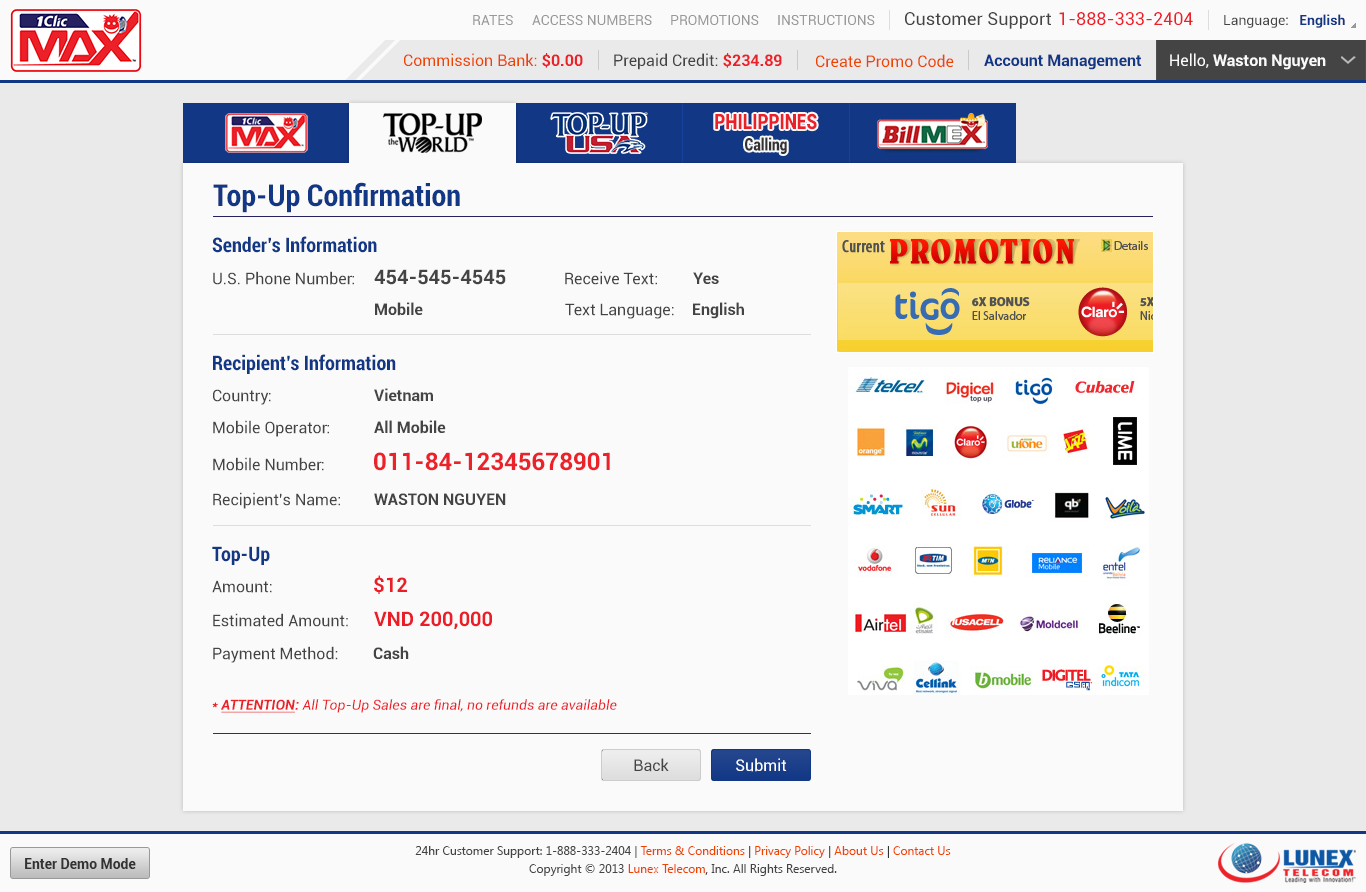 1Clic
MAX
RATES ACCESS NUMBERS PROMOTIONS INSTRUCTIONS Customer Support 1-888-333-2404 Language: English
Commission Bank: $0.00 Prepaid Credit: $234.89 Create Promo Code Account Management Hello, Waston Nguyen
1Clic
MAX
TOP-UP
the WORLD™
TOP-UP
USA
PHILIPPINES
Calling
BillMEX
Top-Up Confirmation
Sender's Information
U.S. Phone Number: 454-545-4545 Receive Text: Yes
Mobile Text Language: English
Recipient's Information
Country: Vietnam
Mobile Operator: All Mobile
Mobile Number: 011-84-12345678901
Recipient's Name: WASTON NGUYEN
Top-Up
Amount: $12
Estimated Amount: VND 200,000
Payment Method: Cash
* ATTENTION: All Top-Up Sales are final, no refunds are available
Back Submit
Current PROMOTION Details
tigo 6X BONUS
El Salvador
Claro 5X
telcel Digicel
top up
tigo Cubacel
orange Claro ufone LIME
SMART sun
CELLULAR
Globe qb Voilà
vodafone TIM MTN RELIANCE
Mobile
entel
Airtel etisalat IUSACELL Moldcell Beeline™
viva Cellink bmobile DIGITEL
GSM
TATA
indicom
Enter Demo Mode
24hr Customer Support: 1-888-333-2404 | Terms & Conditions | Privacy Policy | About Us | Contact Us
Copyright © 2013 Lunex Telecom, Inc. All Rights Reserved.
LUNEX
TELECOM
Leading with Innovation!™